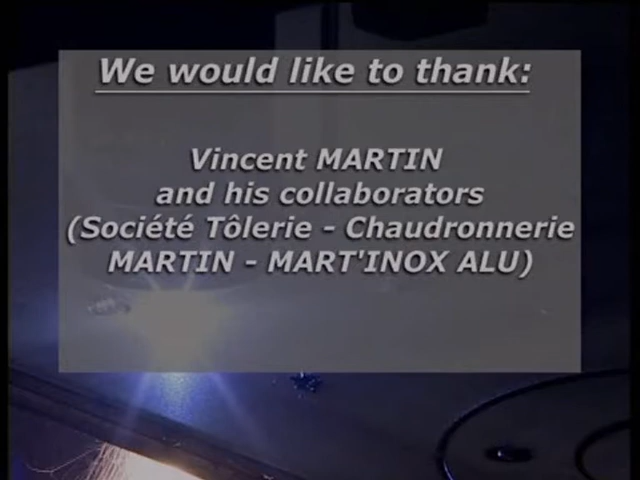 We would like to thank:
Vincent MARTIN
and his collaborators
(Société Tôlerie - Chaudronnerie
MARTIN - MART'INOX ALU)